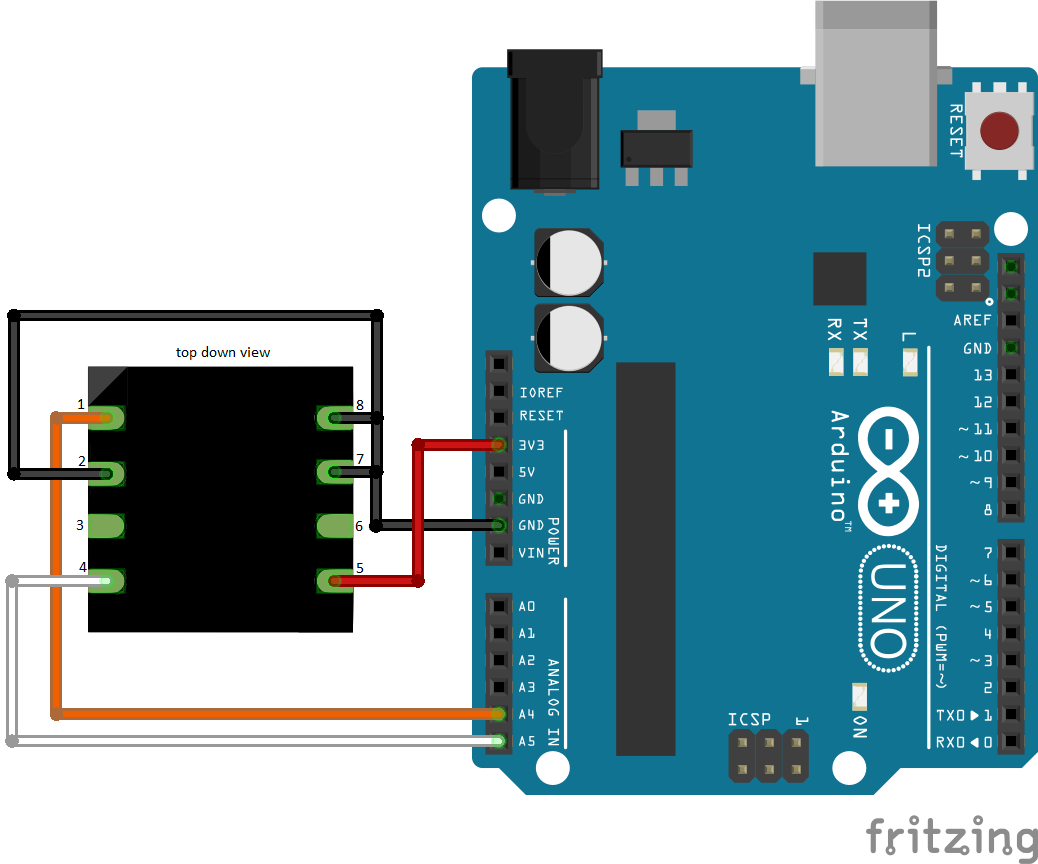 top down view
1
2
3
4
8
7
6
5
RESET
ICSP2
AREF
GND
13
12
~11
~10
~9
8
7
~6
~5
4
~3
2
TX0▶1
RX0◀0
DIGITAL (PWM=~)
RX
TX
L
Arduino™
UNO
ON
ICSP
1
IOREF
RESET
3V3
5V
GND
GND
VIN
POWER
A0
A1
A2
A3
A4
A5
ANALOG IN
fritzing